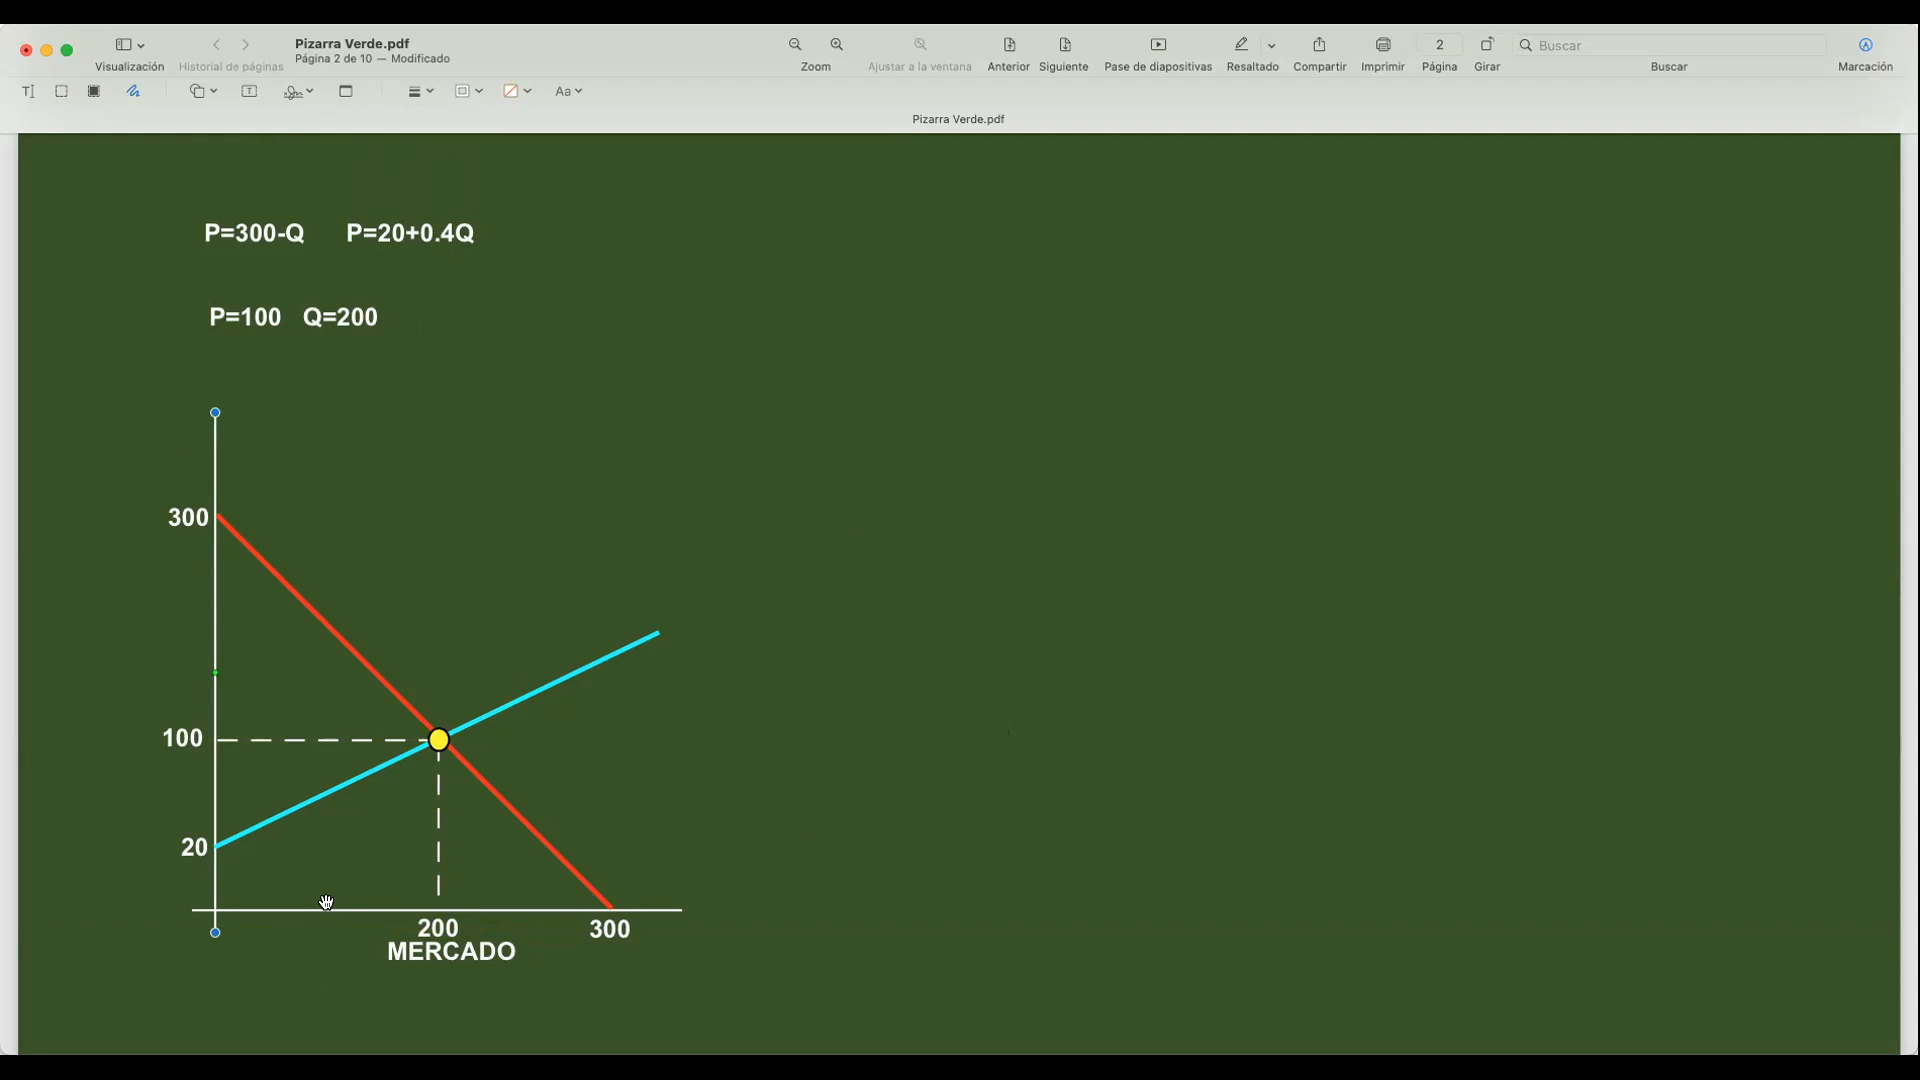 Pizarra Verde.pdf
Página 2 de 10 — Modificado
Visualización
Historial de páginas
Zoom
Ajustar a la ventana
Anterior
Siguiente
Pase de diapositivas
Resaltado
Compartir
Imprimir
2
Página
Girar
Buscar
Buscar
Marcación
Aa
Pizarra Verde.pdf
P=300-Q P=20+0.4Q
P=100 Q=200
300
100
20
200
300
MERCADO